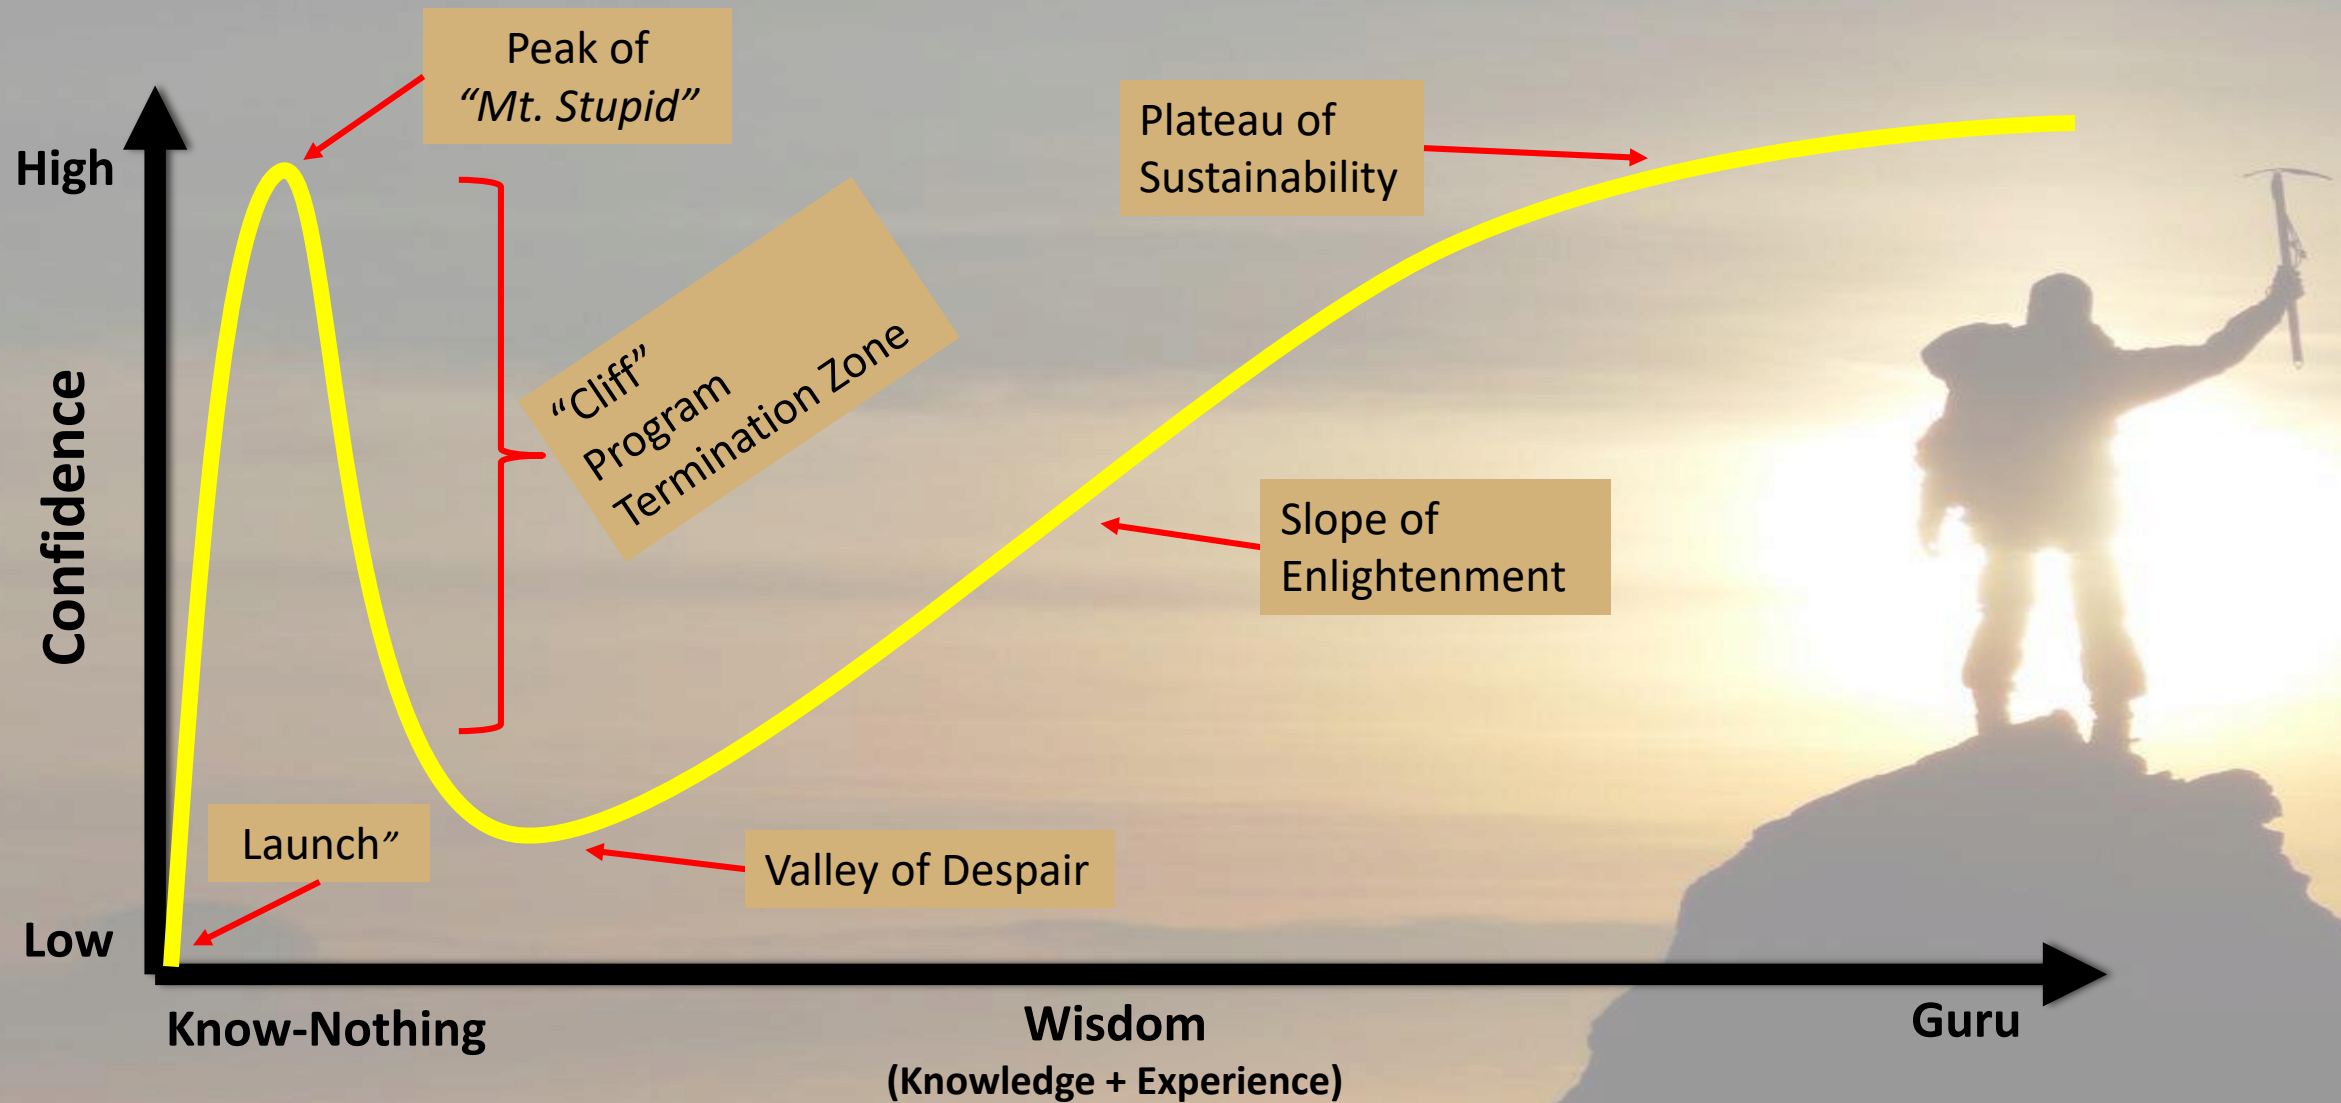 Peak of
“Mt. Stupid”
Plateau of
Sustainability
High
“Cliff”
Program
Termination Zone
Confidence
Slope of
Enlightenment
Launch”
Valley of Despair
Low
Know-Nothing
Wisdom
Guru
(Knowledge + Experience)